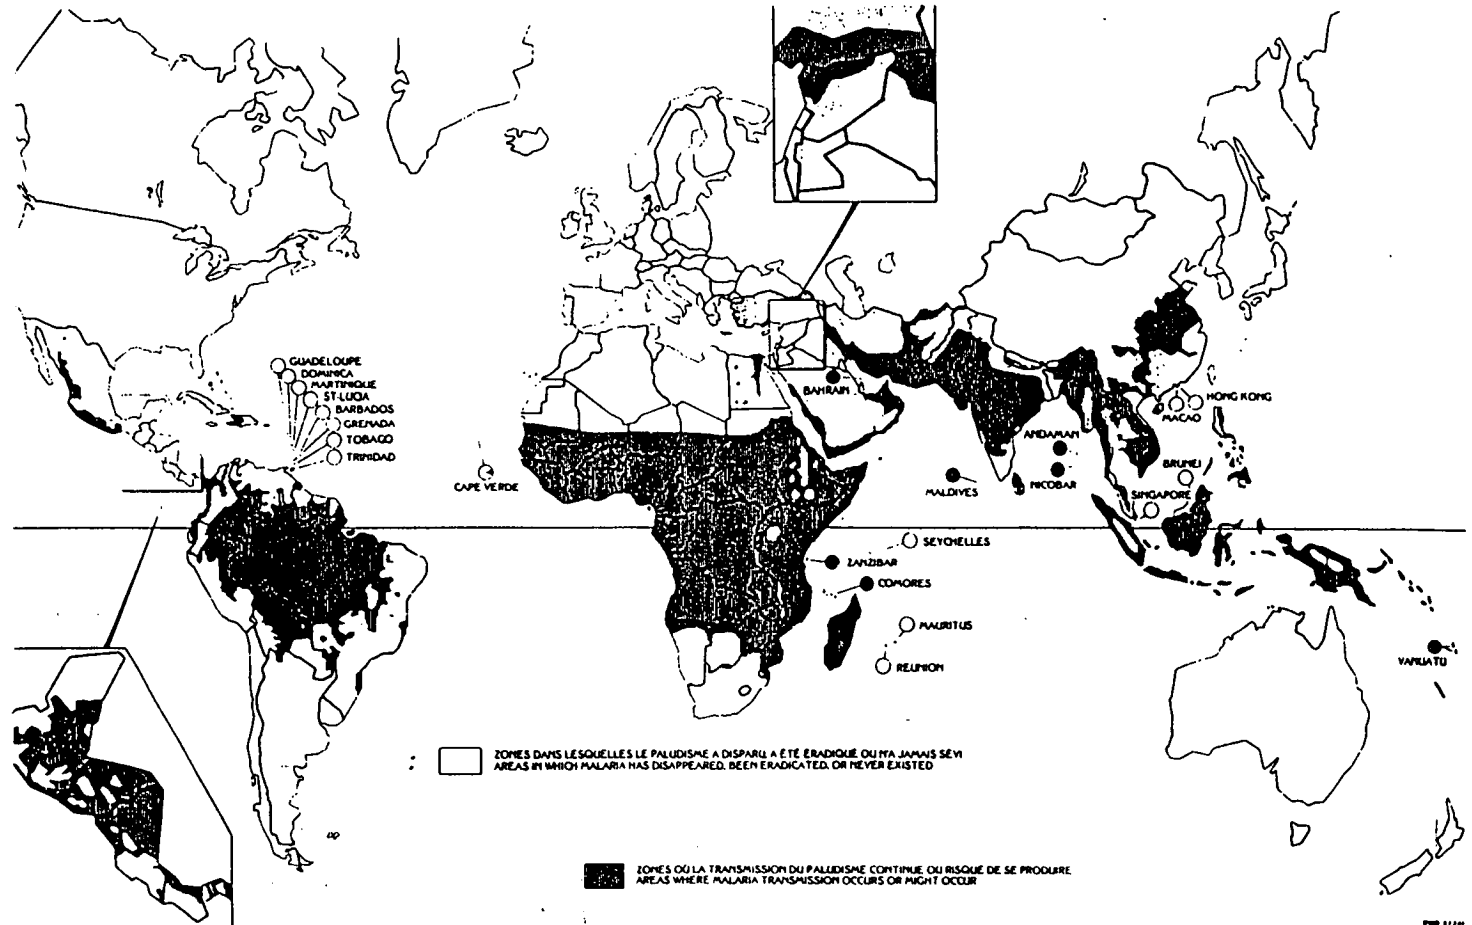 GUADELOUPE
DOMINICA
MARTINIQUE
ST-LUCIA
BARBADOS
GRENADA
TOBAGO
TRINIDAD
CAPE VERDE
BAHRAIN
HONG KONG
MACAO
ANDAMAN
BRUNEI
MALDIVES
NICOBAR
SINGAPORE
SEYCHELLES
ZANZIBAR
COMORES
MAURITUS
REUNION
VANUATU
ZONES DANS LESQUELLES LE PALUDISME A DISPARU, A ÉTÉ ÉRADIQUÉ OU N'A JAMAIS SÉVI
AREAS IN WHICH MALARIA HAS DISAPPEARED, BEEN ERADICATED, OR NEVER EXISTED
ZONES OÙ LA TRANSMISSION DU PALUDISME CONTINUE OU RISQUE DE SE PRODUIRE
AREAS WHERE MALARIA TRANSMISSION OCCURS OR MIGHT OCCUR